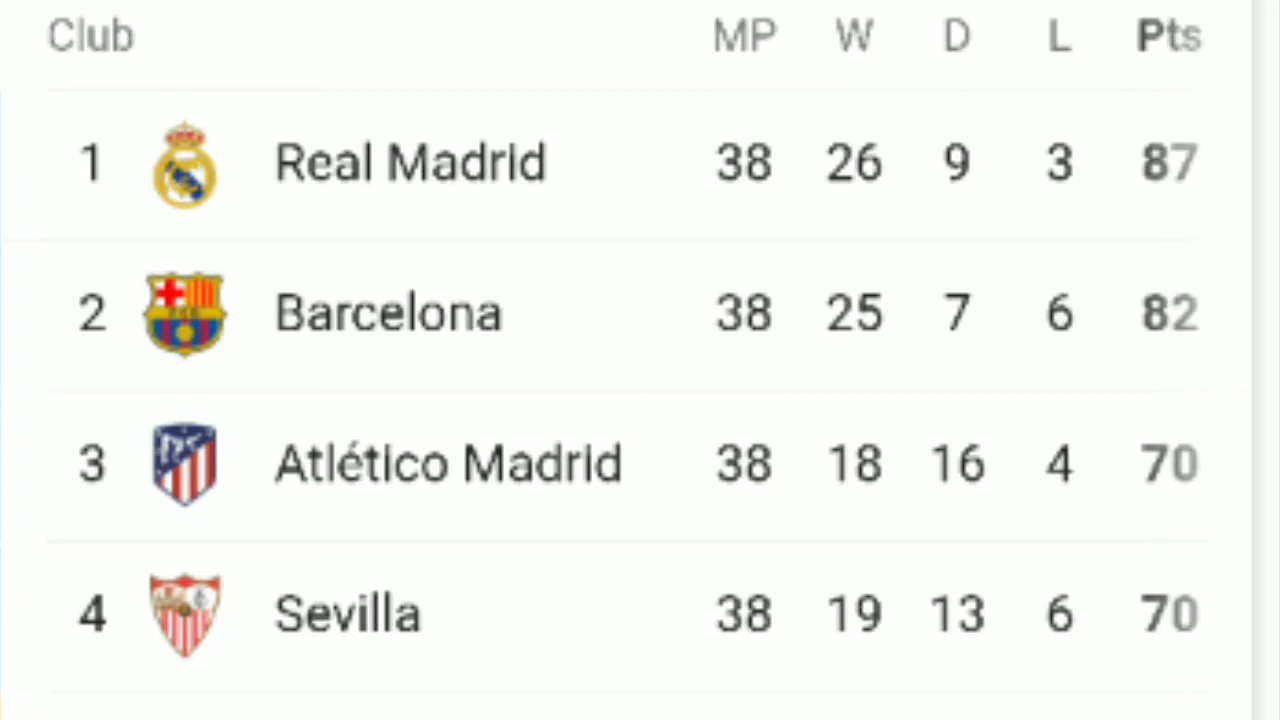 Club MP W D L Pts
1 Real Madrid 38 26 9 3 87
2 Barcelona 38 25 7 6 82
3 Atlético Madrid 38 18 16 4 70
4 Sevilla 38 19 13 6 70